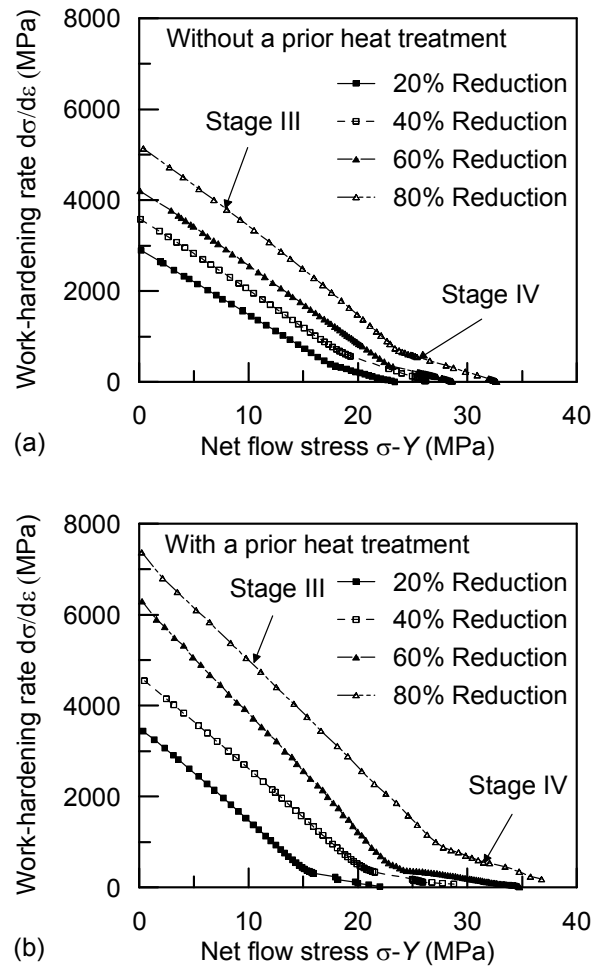 8000
Without a prior heat treatment
20% Reduction
6000
40% Reduction
Stage III
60% Reduction
80% Reduction
4000
Stage IV
2000
0
0 10 20 30 40
Work-hardening rate dσ/dε (MPa)
(a) Net flow stress σ-Y (MPa)
8000
With a prior heat treatment
20% Reduction
Stage III
40% Reduction
6000
60% Reduction
80% Reduction
4000
Stage IV
2000
0
0 10 20 30 40
Work-hardening rate dσ/dε (MPa)
(b) Net flow stress σ-Y (MPa)